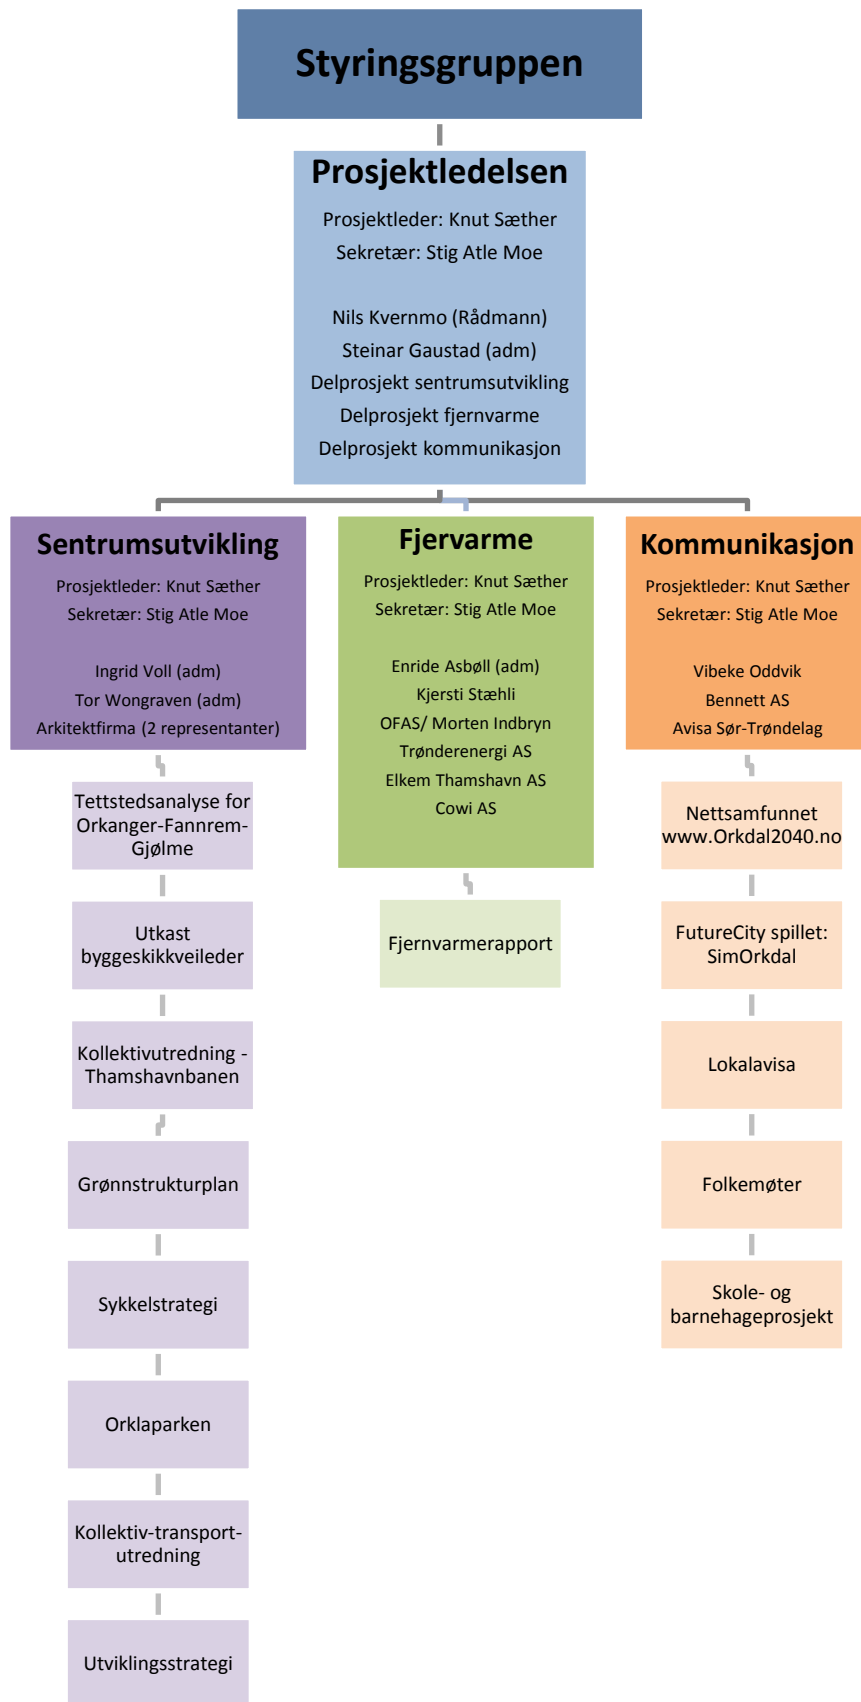 Styringsgruppen
Prosjektledelsen
Prosjektleder: Knut Sæther
Sekretær: Stig Atle Moe
Nils Kvernmo (Rådmann)
Steinar Gaustad (adm)
Delprosjekt sentrumsutvikling
Delprosjekt fjernvarme
Delprosjekt kommunikasjon
Sentrumsutvikling
Prosjektleder: Knut Sæther
Sekretær: Stig Atle Moe
Ingrid Voll (adm)
Tor Wongraven (adm)
Arkitektfirma (2 representanter)
Tettstedsanalyse for
Orkanger-Fannrem-
Gjølme
Utkast
byggeskikkveileder
Kollektivutredning -
Thamshavnbanen
Grønnstrukturplan
Sykkelstrategi
Orklaparken
Kollektiv-transport-
utredning
Utviklingsstrategi
Fjervarme
Prosjektleder: Knut Sæther
Sekretær: Stig Atle Moe
Enride Asbøll (adm)
Kjersti Stæhli
OFAS/ Morten Indbryn
Trønderenergi AS
Elkem Thamshavn AS
Cowi AS
Fjernvarmerapport
Kommunikasjon
Prosjektleder: Knut Sæther
Sekretær: Stig Atle Moe
Vibeke Oddvik
Bennett AS
Avisa Sør-Trøndelag
Nettsamfunnet
www.Orkdal2040.no
FutureCity spillet:
SimOrkdal
Lokalavisa
Folkemøter
Skole- og
barnehageprosjekt